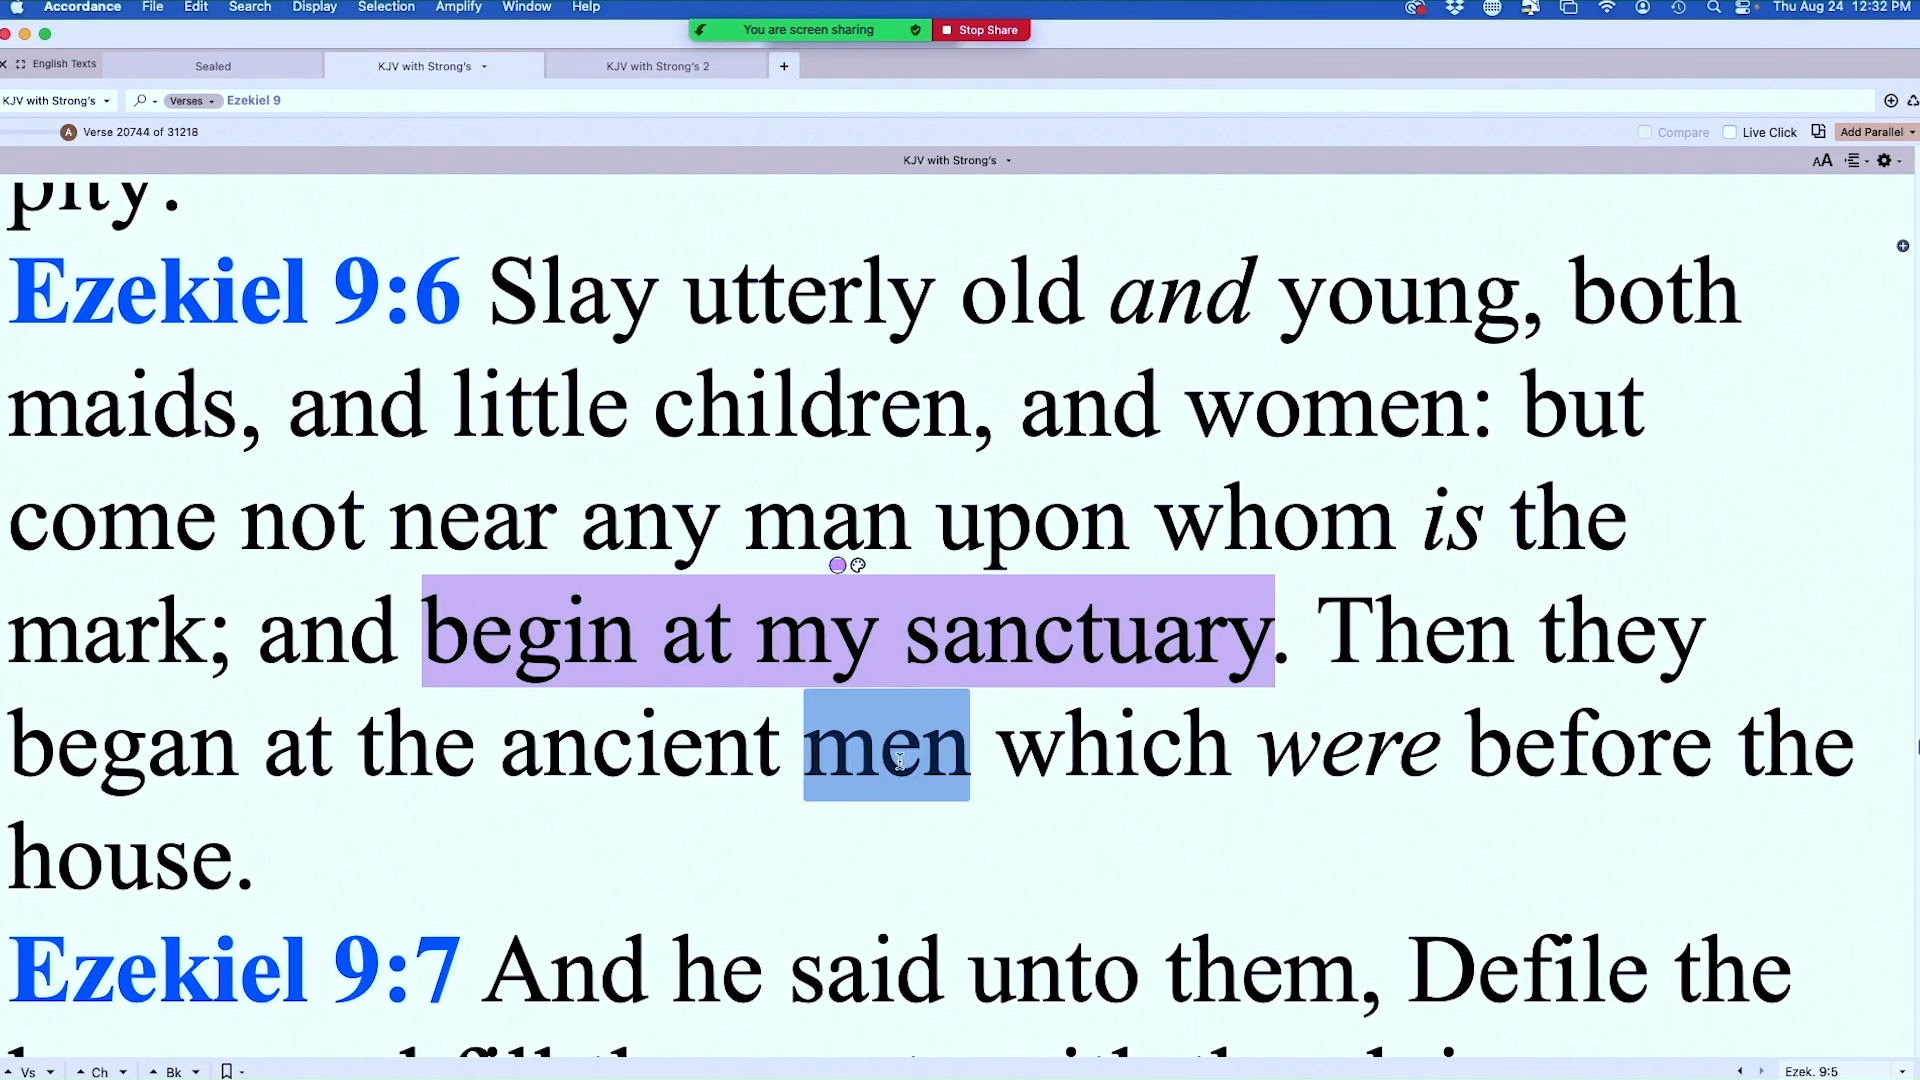 Accordance File Edit Search Display Selection Amplify Window Help Thu Aug 24 12:32 PM
You are screen sharing Stop Share
English Texts Sealed KJV with Strong's KJV with Strong's 2 +
KJV with Strong's Verses Ezekiel 9
A Verse 20744 of 31218 Compare Live Click Add Parallel
KJV with Strong's AA
pity:
Ezekiel 9:6 Slay utterly old and young, both
maids, and little children, and women: but
come not near any man upon whom is the
mark; and begin at my sanctuary. Then they
began at the ancient men which were before the
house.
Ezekiel 9:7 And he said unto them, Defile the
Vs Ch Bk Ezek. 9:5